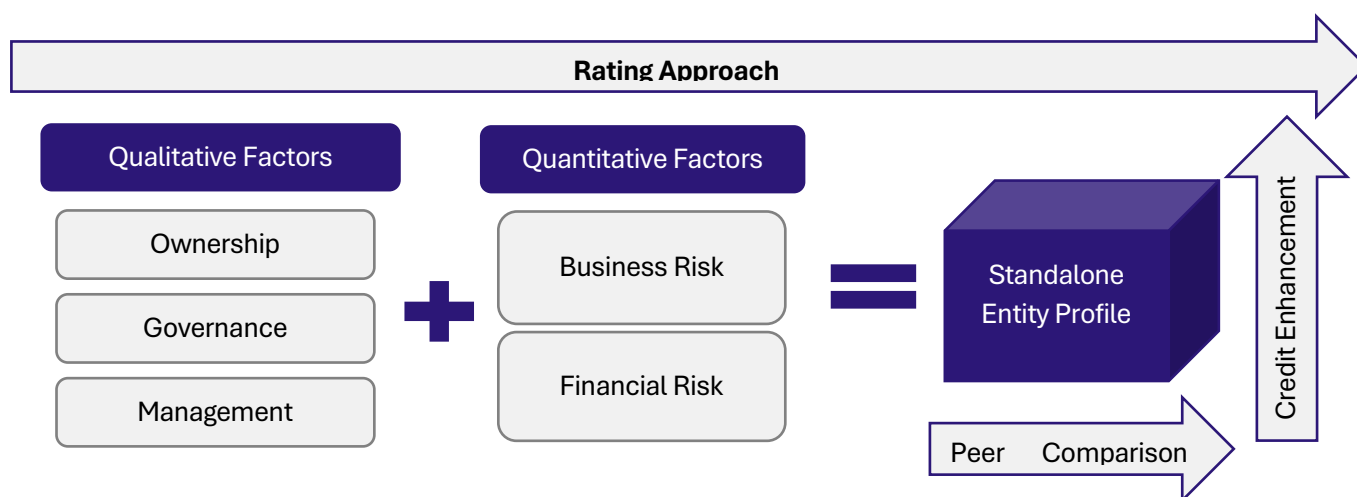 Rating Approach
Qualitative Factors
Ownership
Governance
Management
Quantitative Factors
Business Risk
Financial Risk
Standalone
Entity Profile
Peer Comparison
Credit Enhancement